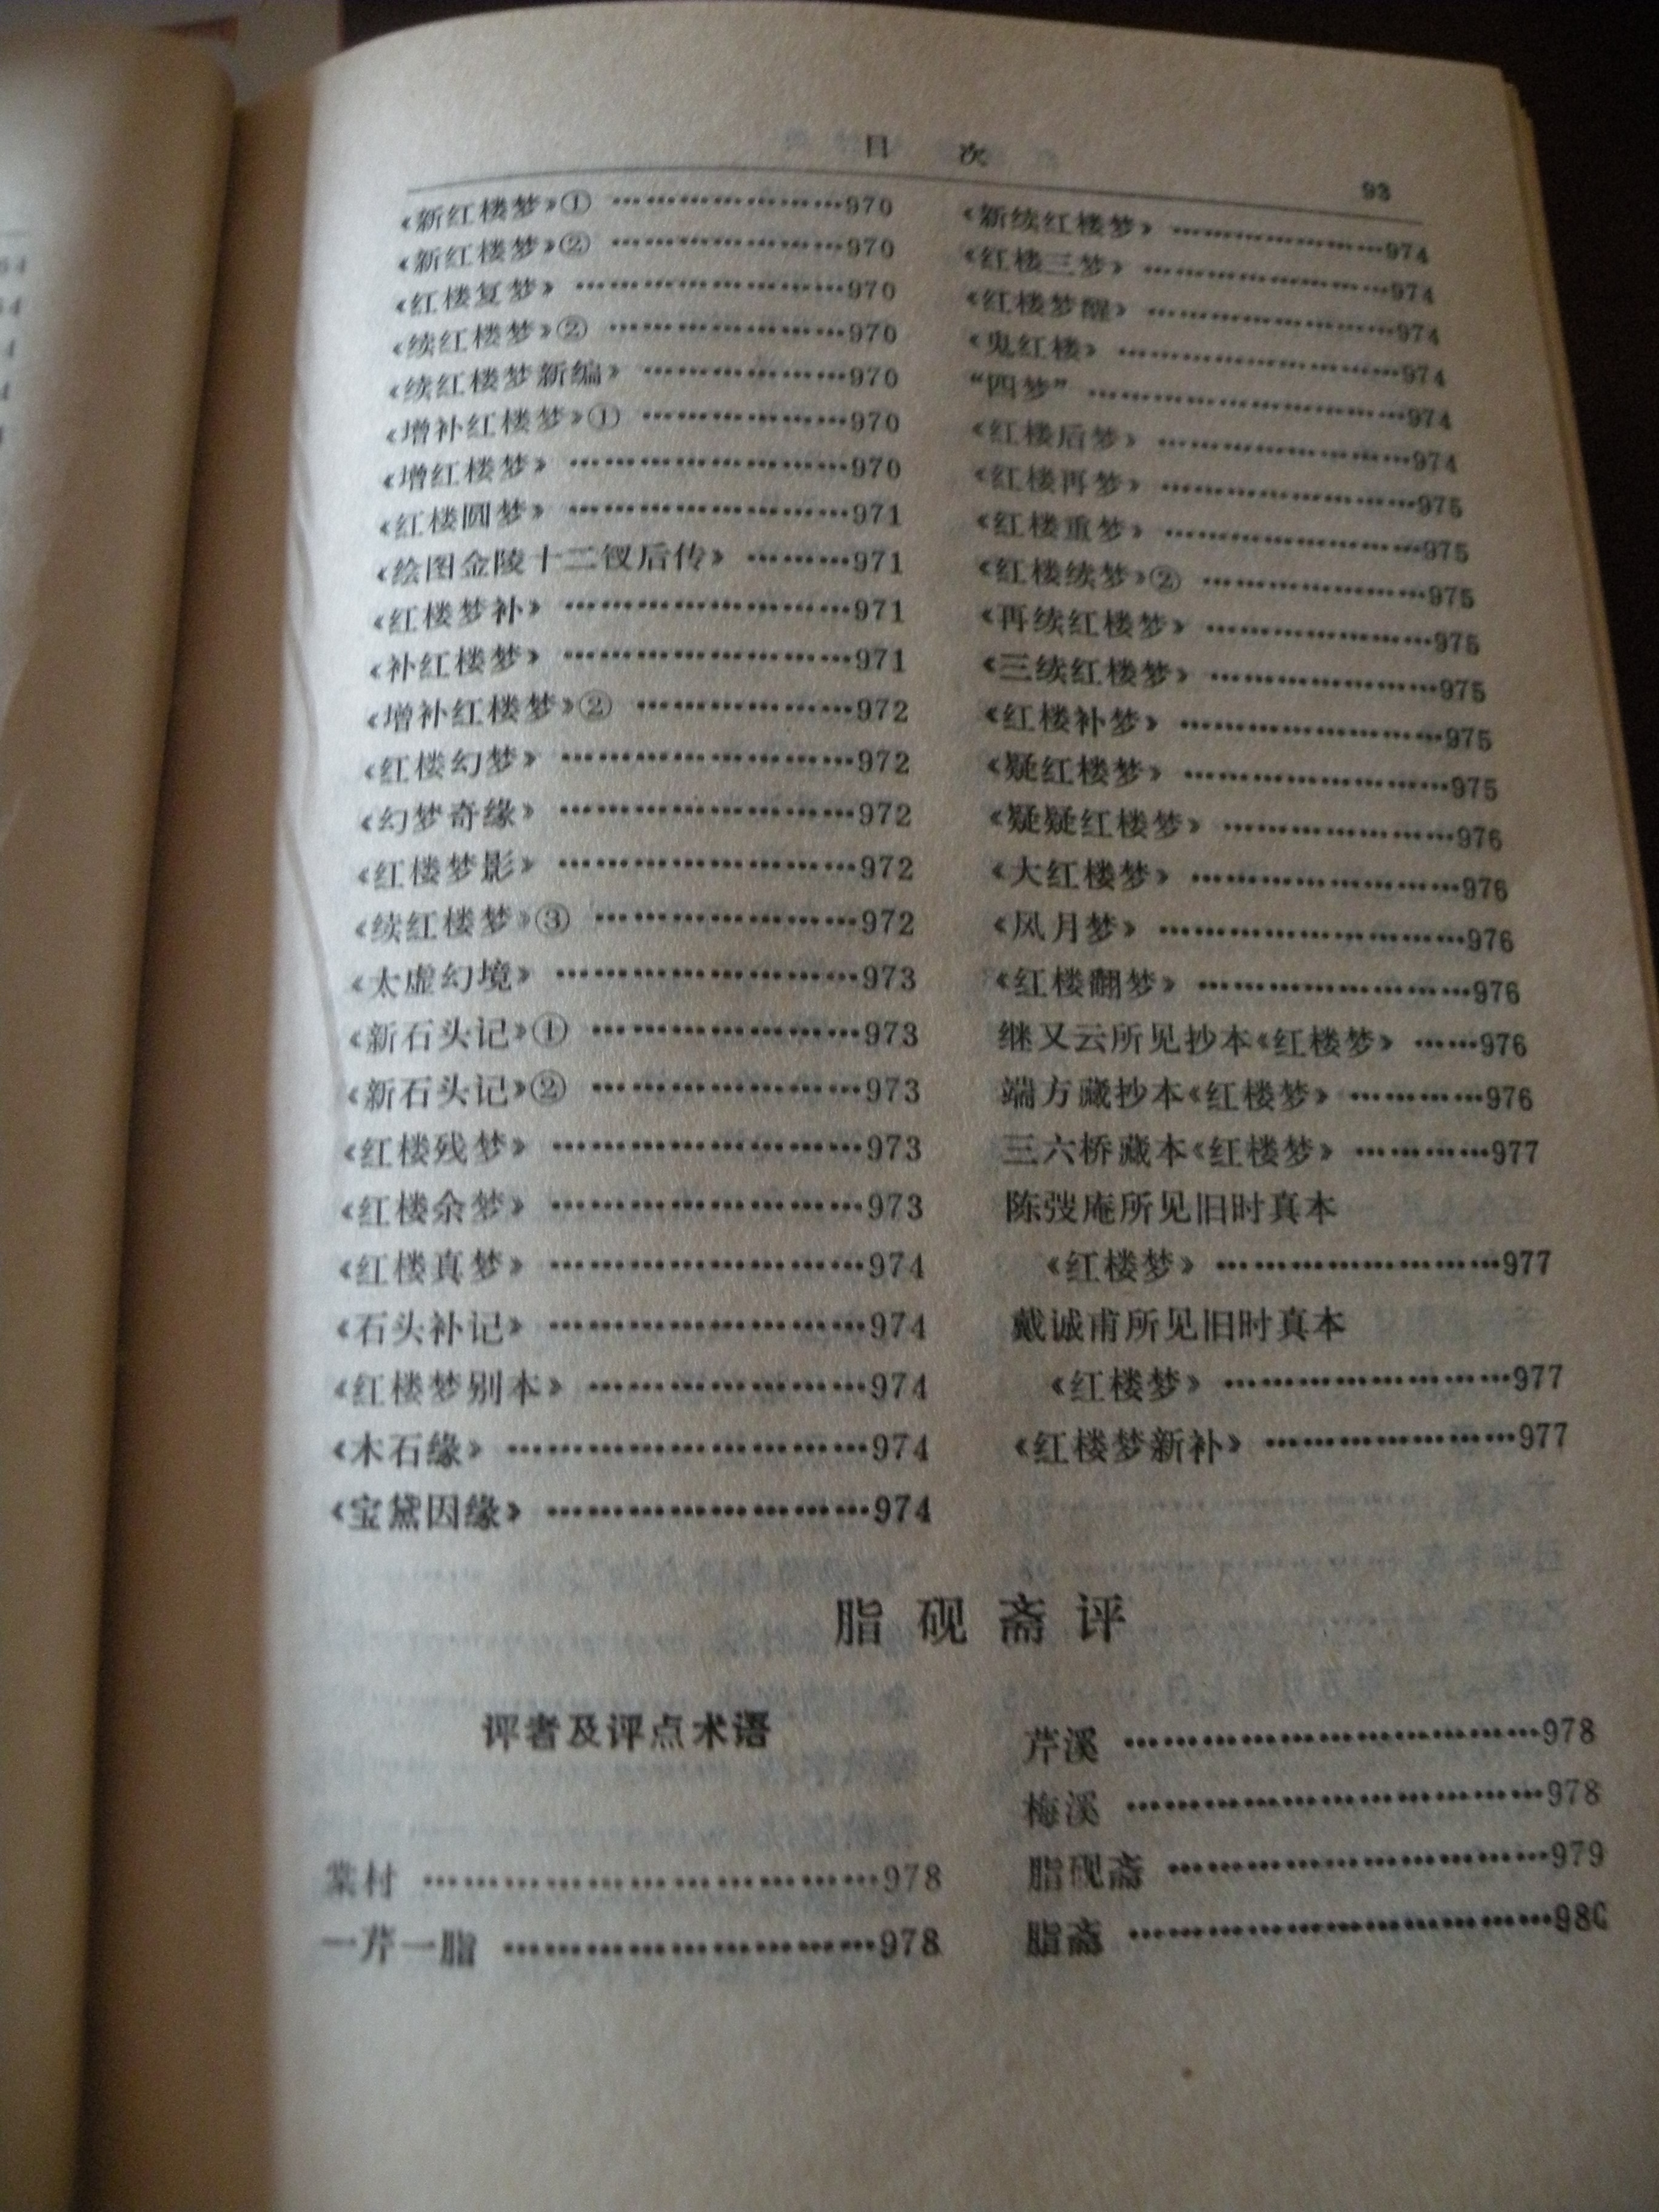 目 次
93
《新红楼梦》① …………………970
《新红楼梦》② …………………970
《红楼复梦》 ……………………970
《续红楼梦》② …………………970
《续红楼梦新编》 ………………970
《增补红楼梦》① ………………970
《增红楼梦》 ……………………970
《红楼圆梦》 ……………………971
《绘图金陵十二钗后传》 ………971
《红楼梦补》 ……………………971
《补红楼梦》 ……………………971
《增补红楼梦》② ………………972
《红楼幻梦》 ……………………972
《幻梦奇缘》 ……………………972
《红楼梦影》 ……………………972
《续红楼梦》③ …………………972
《太虚幻境》 ……………………973
《新石头记》① …………………973
《新石头记》② …………………973
《红楼残梦》 ……………………973
《红楼余梦》 ……………………973
《红楼真梦》 ……………………974
《石头补记》 ……………………974
《红楼梦别本》 …………………974
《木石缘》 ………………………974
《宝黛因缘》 ……………………974
《新续红楼梦》 …………………974
《红楼三梦》 ……………………974
《红楼梦醒》 ……………………974
《鬼红楼》 ………………………974
“四梦” …………………………974
《红楼后梦》 ……………………974
《红楼再梦》 ……………………975
《红楼重梦》 ……………………975
《红楼续梦》② …………………975
《再续红楼梦》 …………………975
《三续红楼梦》 …………………975
《红楼补梦》 ……………………975
《疑红楼梦》 ……………………975
《疑疑红楼梦》 …………………976
《大红楼梦》 ……………………976
《风月梦》 ………………………976
《红楼翻梦》 ……………………976
继又云所见抄本《红楼梦》 ……976
端方藏抄本《红楼梦》 …………976
三六桥藏本《红楼梦》 …………977
陈弢庵所见旧时真本
《红楼梦》 ……………………977
戴诚甫所见旧时真本
《红楼梦》 ……………………977
《红楼梦新补》 …………………977
脂砚斋评
评者及评点术语
棠村 ……………………………978
一芹一脂 ………………………978
芹溪 ……………………………978
梅溪 ……………………………978
脂砚斋 …………………………979
脂斋 ……………………………980